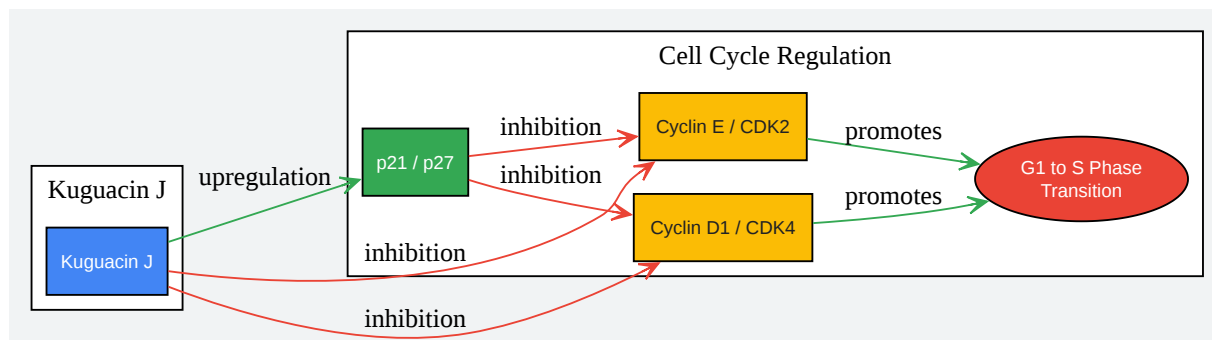 Cell Cycle Regulation
Kuguacin J
Kuguacin J
upregulation
p21 / p27
inhibition
inhibition
inhibition
inhibition
Cyclin E / CDK2
Cyclin D1 / CDK4
promotes
promotes
G1 to S Phase
Transition